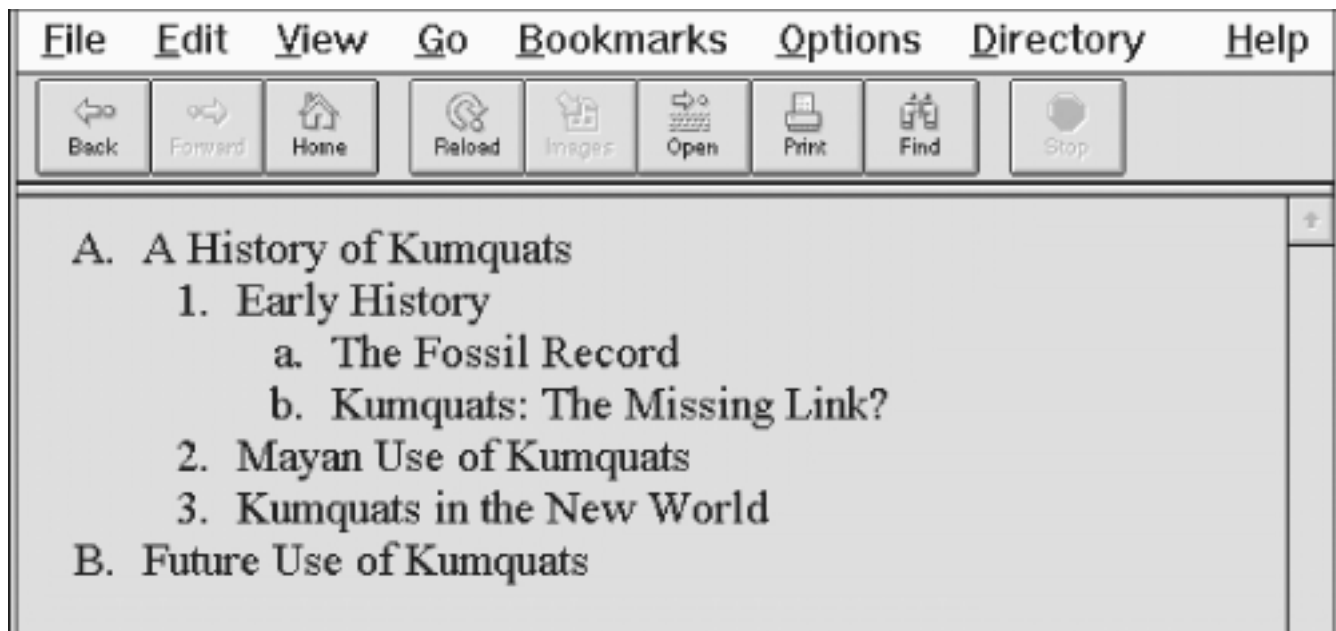 File Edit View Go Bookmarks Options Directory Help
Back Forward Home Reload Images Open Print Find Stop
A. A History of Kumquats
1. Early History
a. The Fossil Record
b. Kumquats: The Missing Link?
2. Mayan Use of Kumquats
3. Kumquats in the New World
B. Future Use of Kumquats